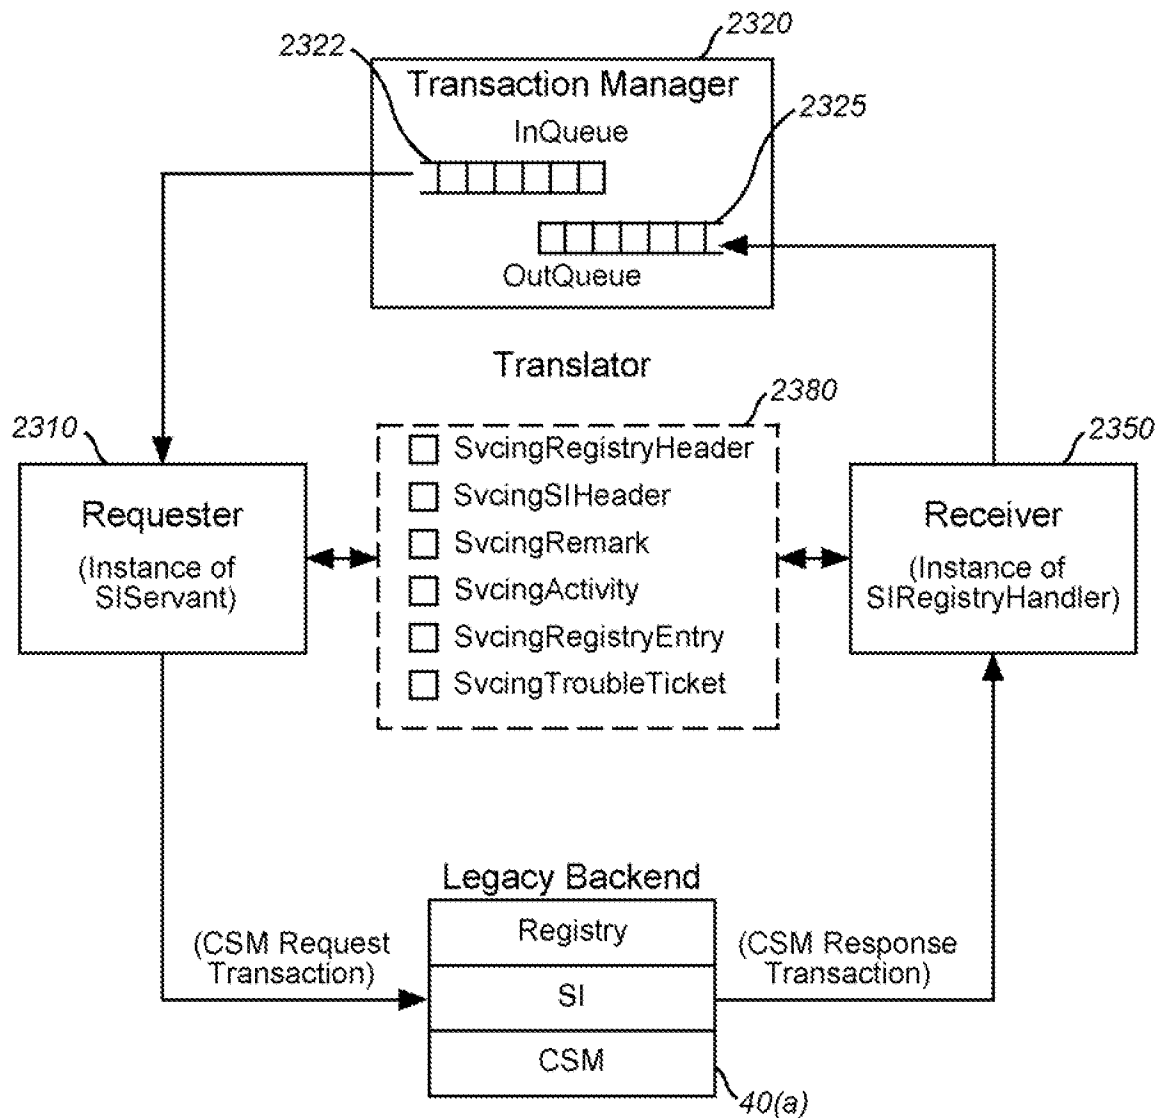 2320
2322
Transaction Manager
2325
InQueue
OutQueue
Translator
2380
2310
2350
SvcingRegistryHeader
SvcingSIHeader
SvcingRemark
SvcingActivity
SvcingRegistryEntry
SvcingTroubleTicket
Requester
(Instance of
SIServant)
Receiver
(Instance of
SIRegistryHandler)
Legacy Backend
Registry
SI
CSM
(CSM Request
Transaction)
(CSM Response
Transaction)
40(a)